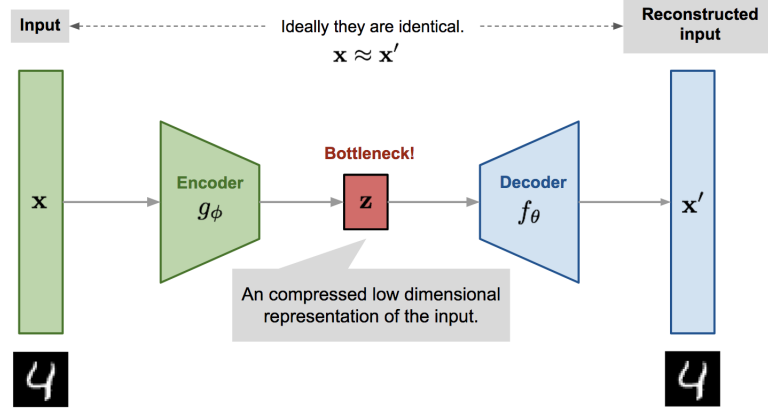 Input
Ideally they are identical.
x ≈ x′
Reconstructed
input
Bottleneck!
Encoder
gϕ
x
z
Decoder
fθ
x′
An compressed low dimensional
representation of the input.
4
4